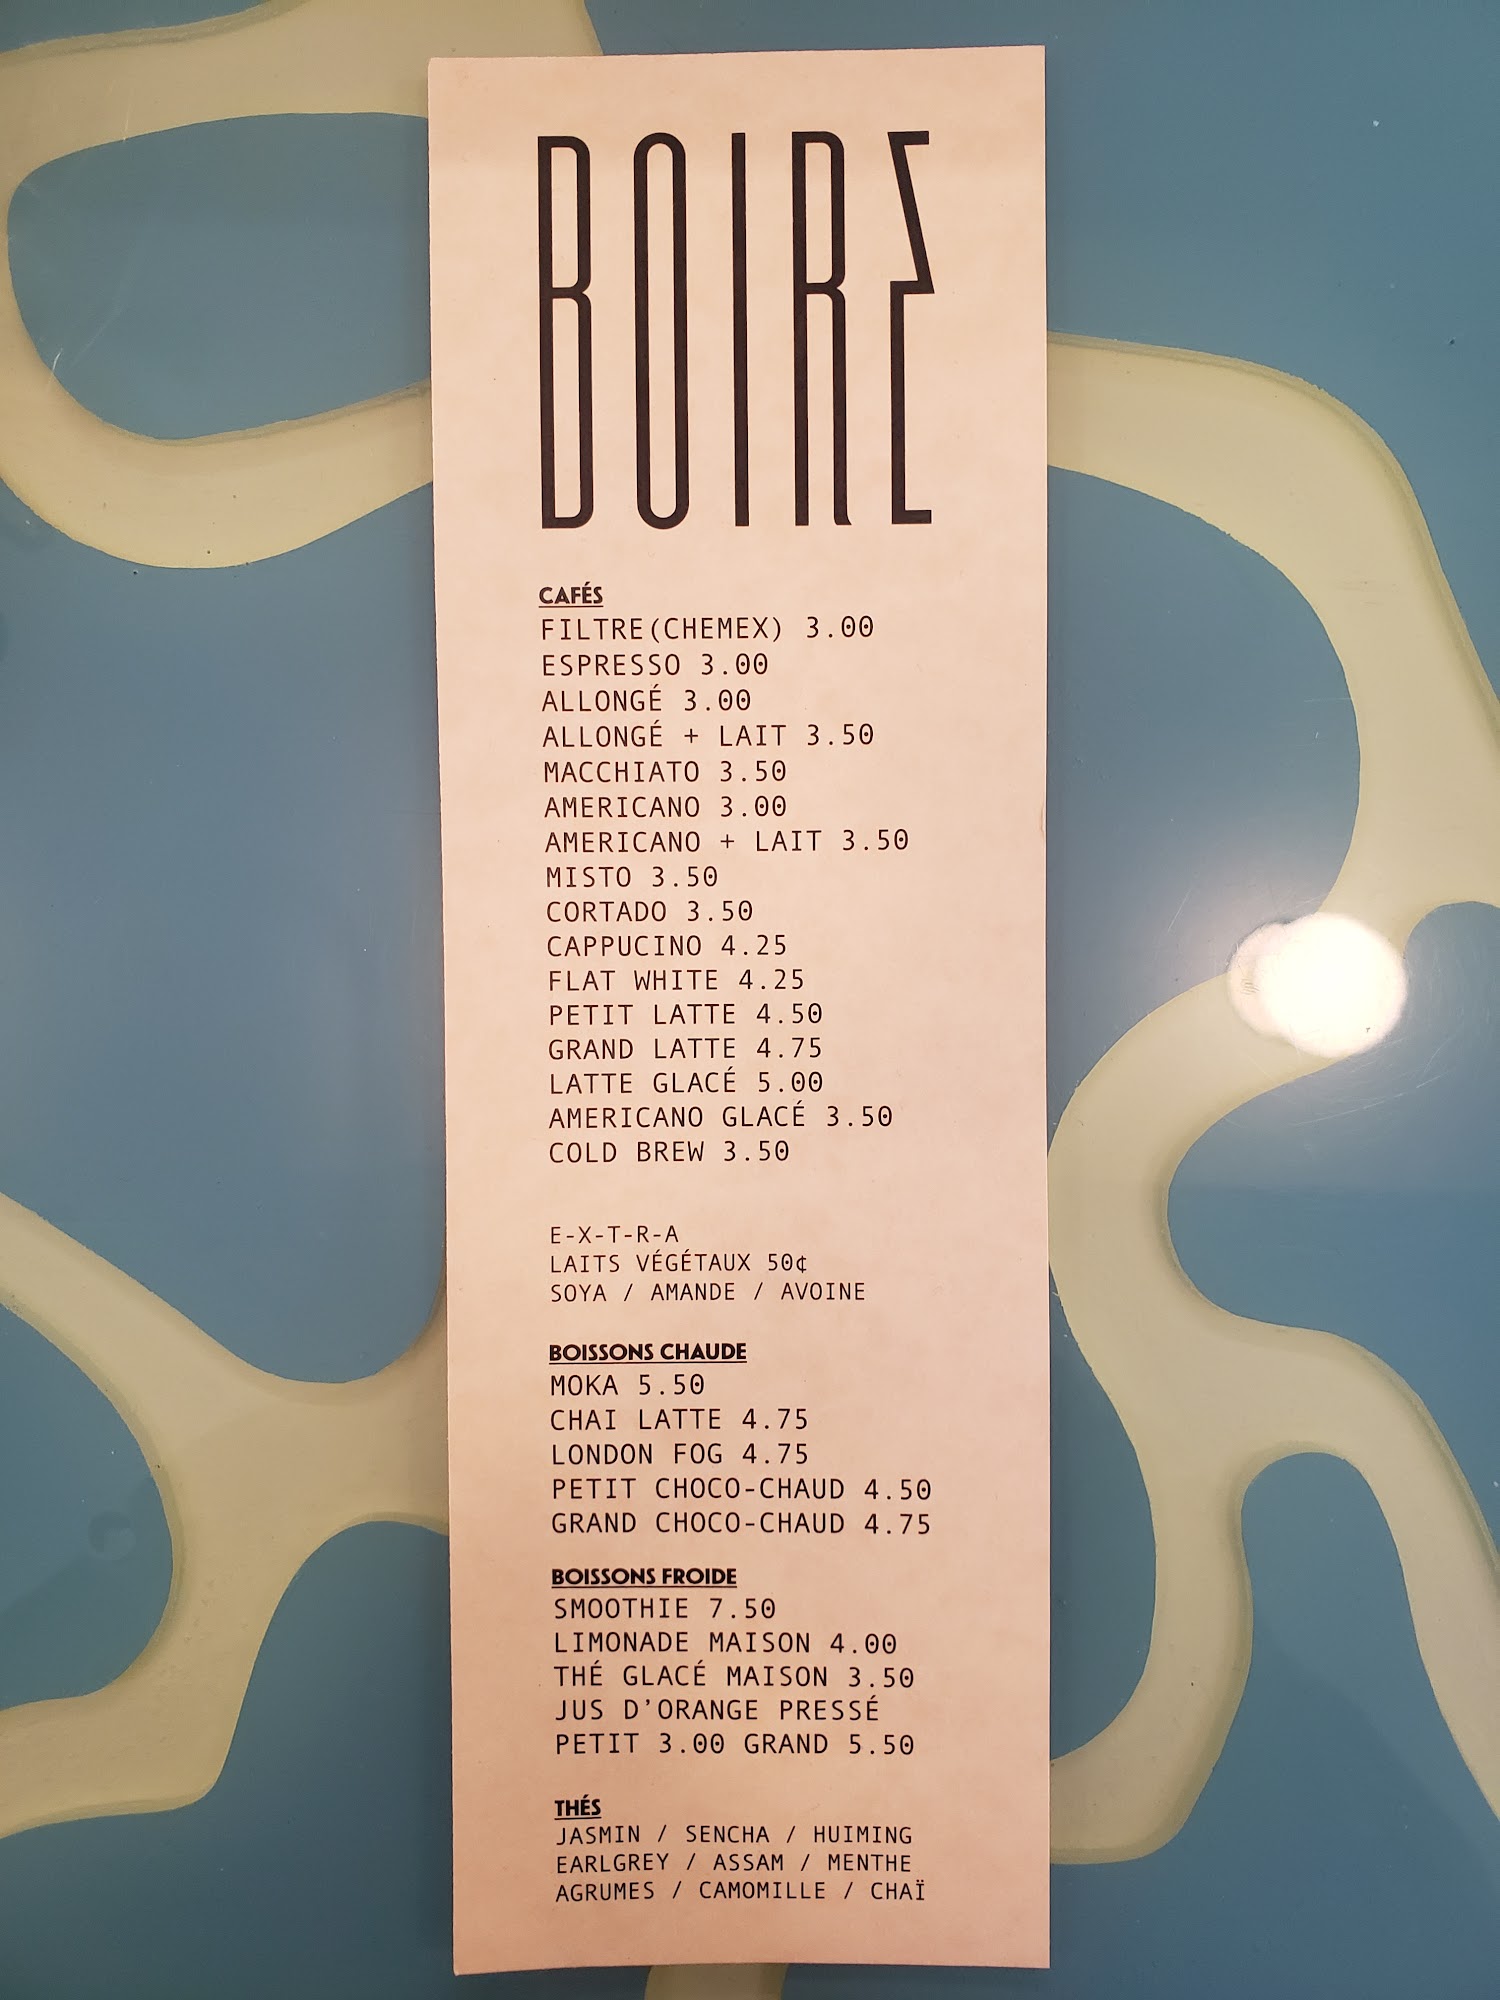 BOIRE
CAFÉS
FILTRE(CHEMEX) 3.00
ESPRESSO 3.00
ALLONGÉ 3.00
ALLONGÉ + LAIT 3.50
MACCHIATO 3.50
AMERICANO 3.00
AMERICANO + LAIT 3.50
MISTO 3.50
CORTADO 3.50
CAPPUCINO 4.25
FLAT WHITE 4.25
PETIT LATTE 4.50
GRAND LATTE 4.75
LATTE GLACÉ 5.00
AMERICANO GLACÉ 3.50
COLD BREW 3.50
E-X-T-R-A
LAITS VÉGÉTAUX 50¢
SOYA / AMANDE / AVOINE
BOISSONS CHAUDE
MOKA 5.50
CHAI LATTE 4.75
LONDON FOG 4.75
PETIT CHOCO-CHAUD 4.50
GRAND CHOCO-CHAUD 4.75
BOISSONS FROIDE
SMOOTHIE 7.50
LIMONADE MAISON 4.00
THÉ GLACÉ MAISON 3.50
JUS D'ORANGE PRESSÉ
PETIT 3.00 GRAND 5.50
THÉS
JASMIN / SENCHA / HUIMING
EARLGREY / ASSAM / MENTHE
AGRUMES / CAMOMILLE / CHAÏ